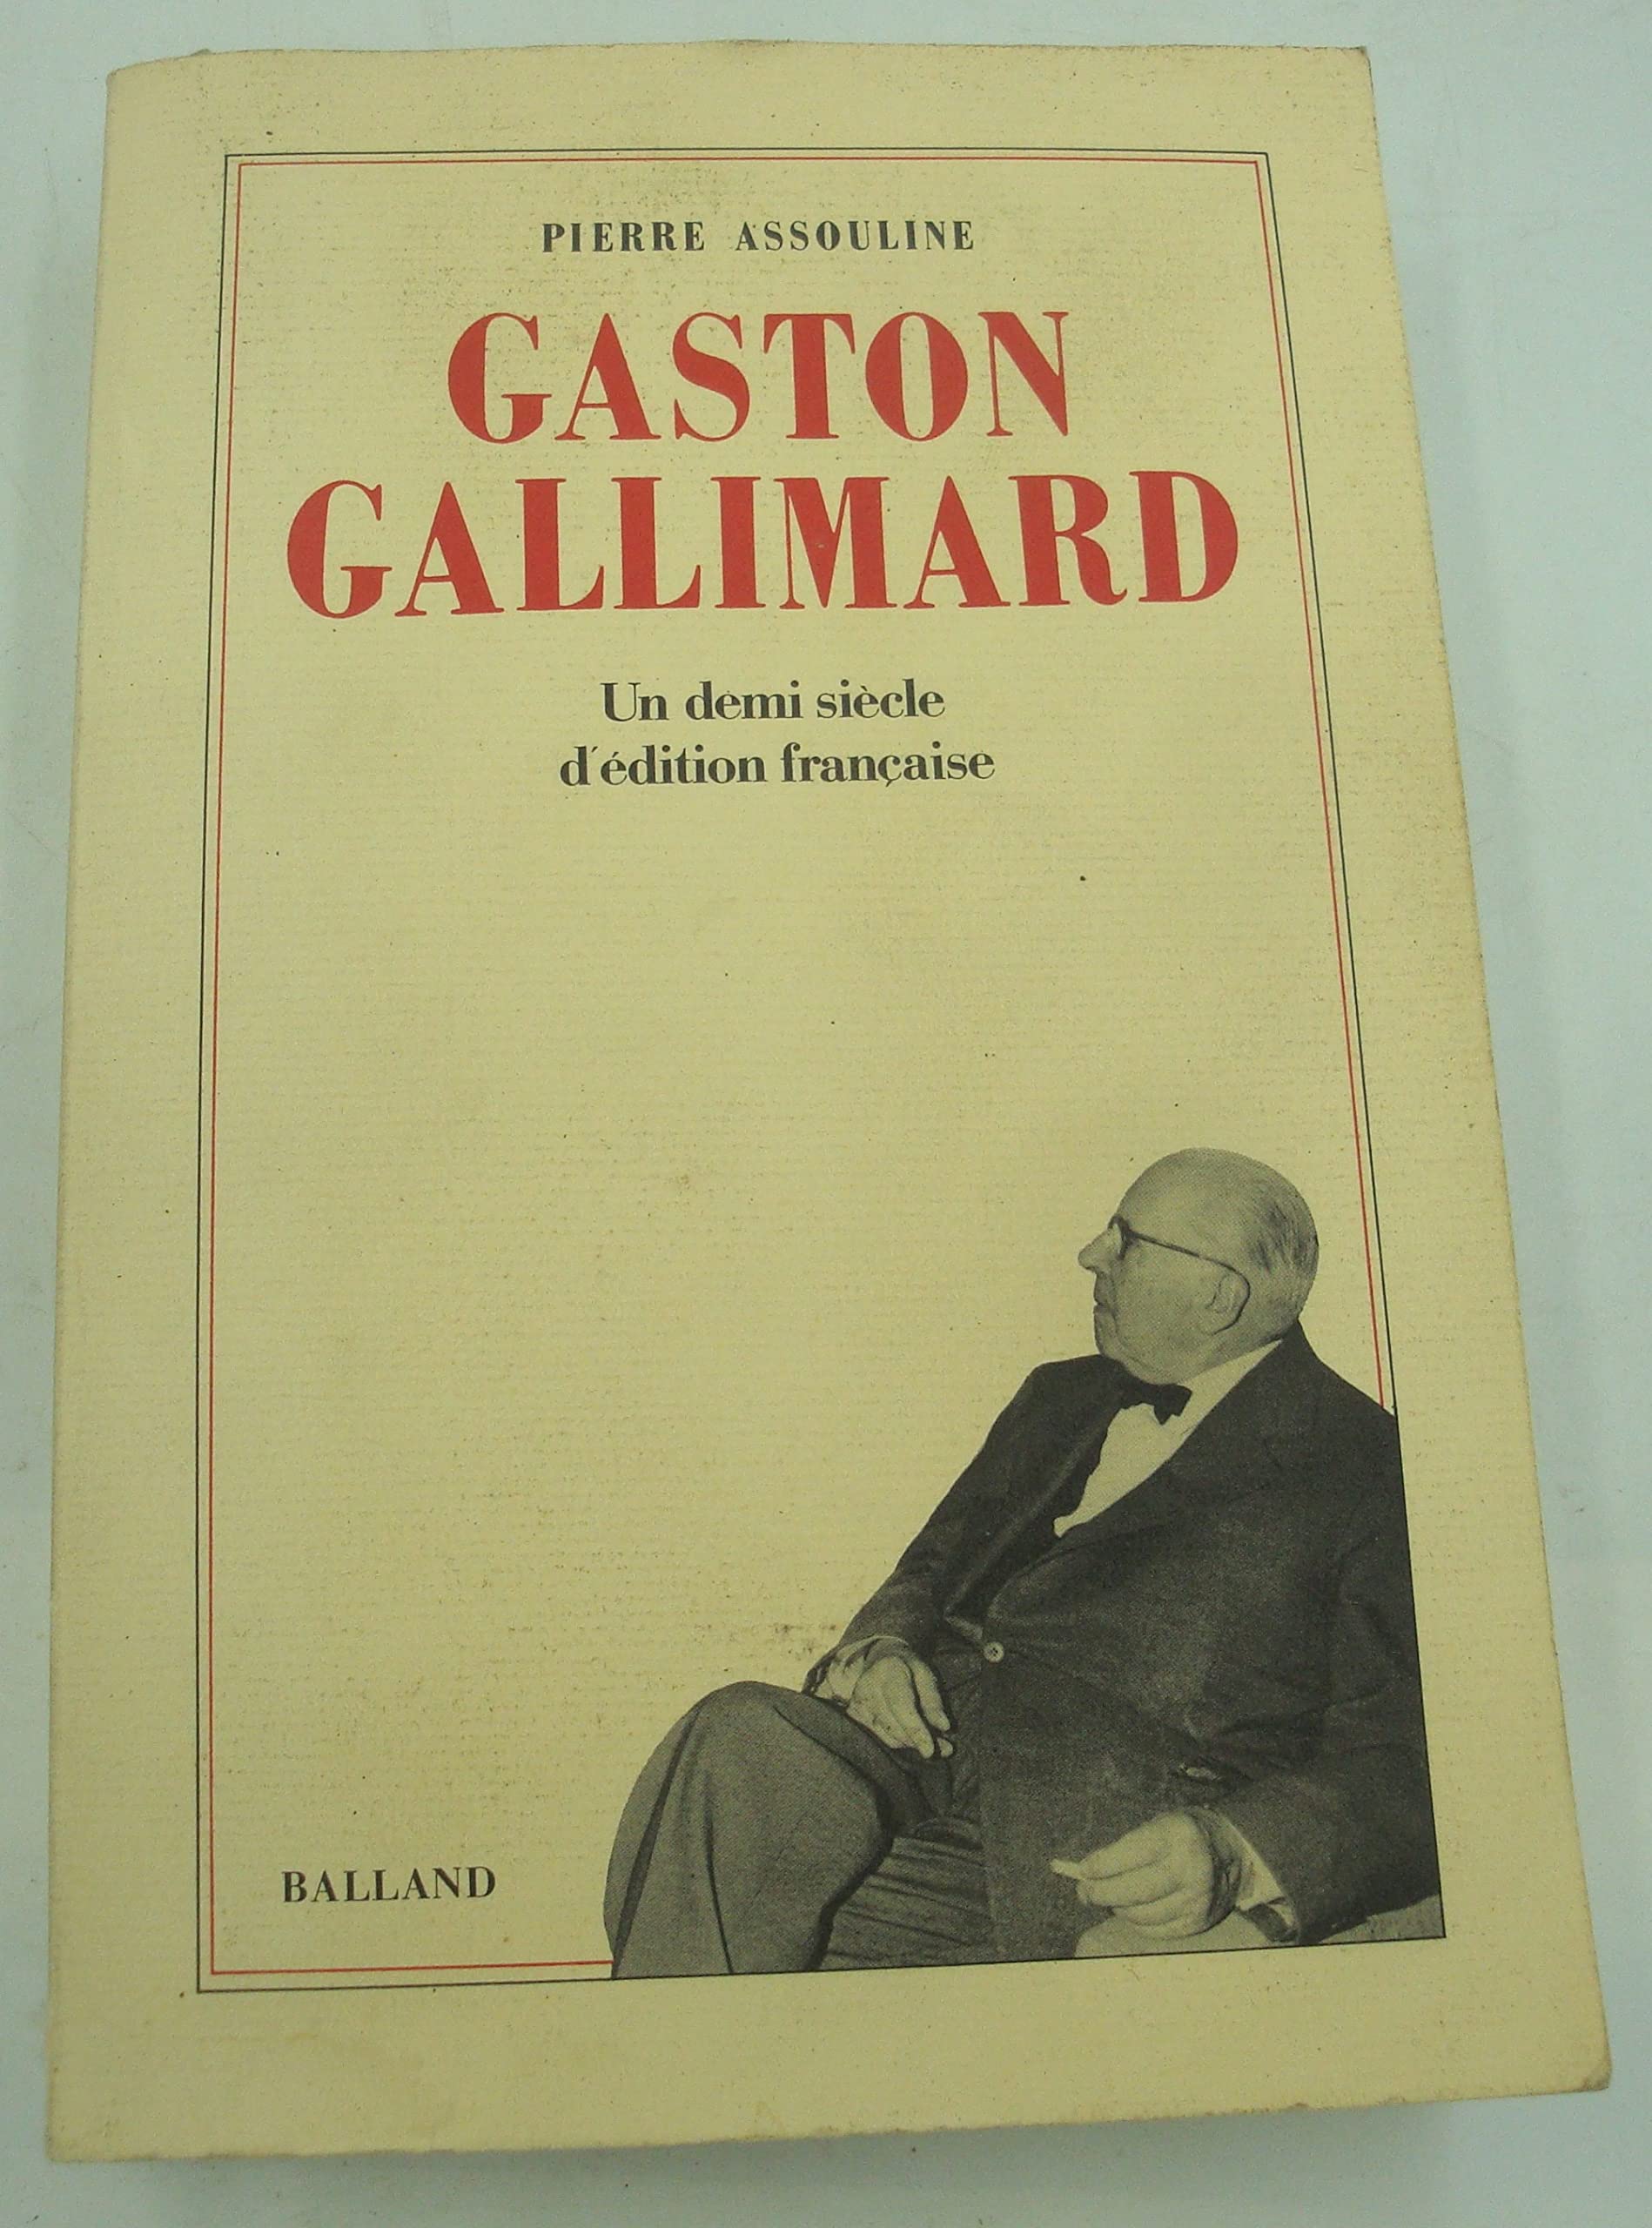 PIERRE ASSOULINE
GASTON
GALLIMARD
Un demi siècle
d'édition française
BALLAND